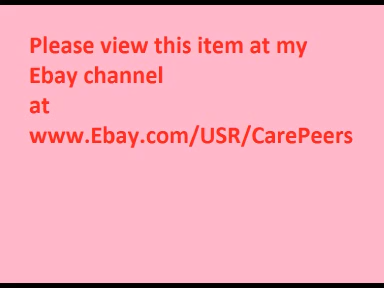 Please view this item at my
Ebay channel
at
www.Ebay.com/USR/CarePeers